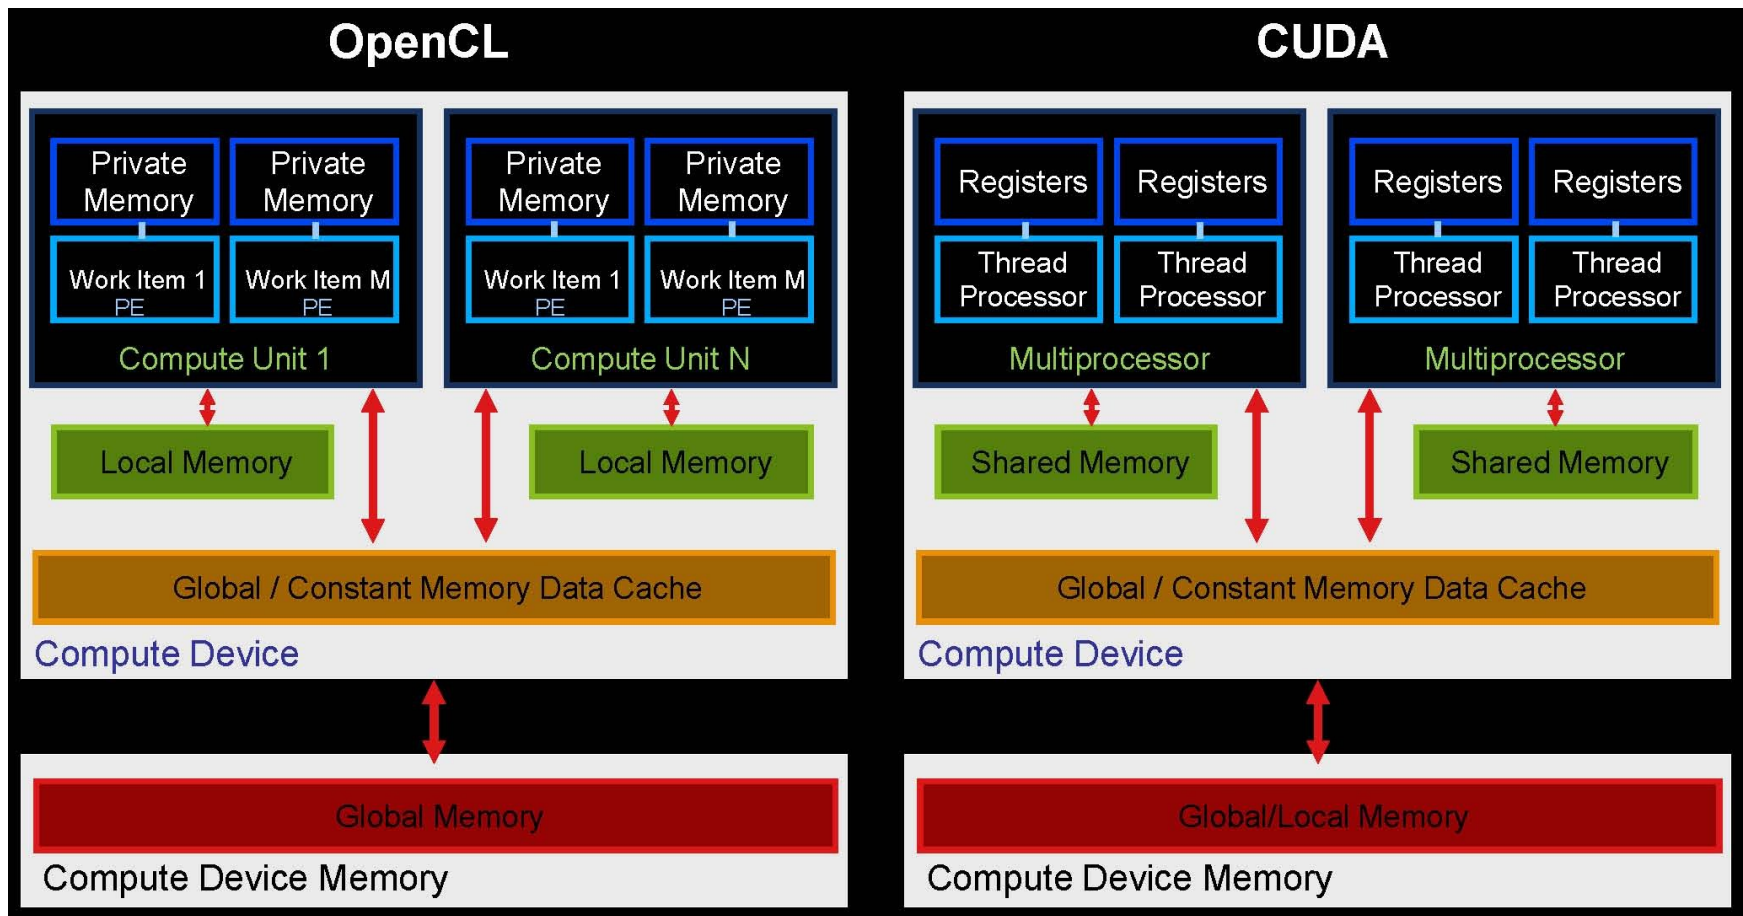 OpenCL
Private
Memory
Private
Memory
Private
Memory
Private
Memory
Work Item 1
PE
Work Item M
PE
Work Item 1
PE
Work Item M
PE
Compute Unit 1
Compute Unit N
Local Memory
Local Memory
Global / Constant Memory Data Cache
Compute Device
Global Memory
Compute Device Memory
CUDA
Registers
Registers
Registers
Registers
Thread
Processor
Thread
Processor
Thread
Processor
Thread
Processor
Multiprocessor
Multiprocessor
Shared Memory
Shared Memory
Global / Constant Memory Data Cache
Compute Device
Global/Local Memory
Compute Device Memory